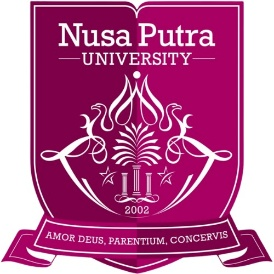 Nusa Putra
UNIVERSITY
2002
AMOR DEUS, PARENTIUM, CONCERVIS